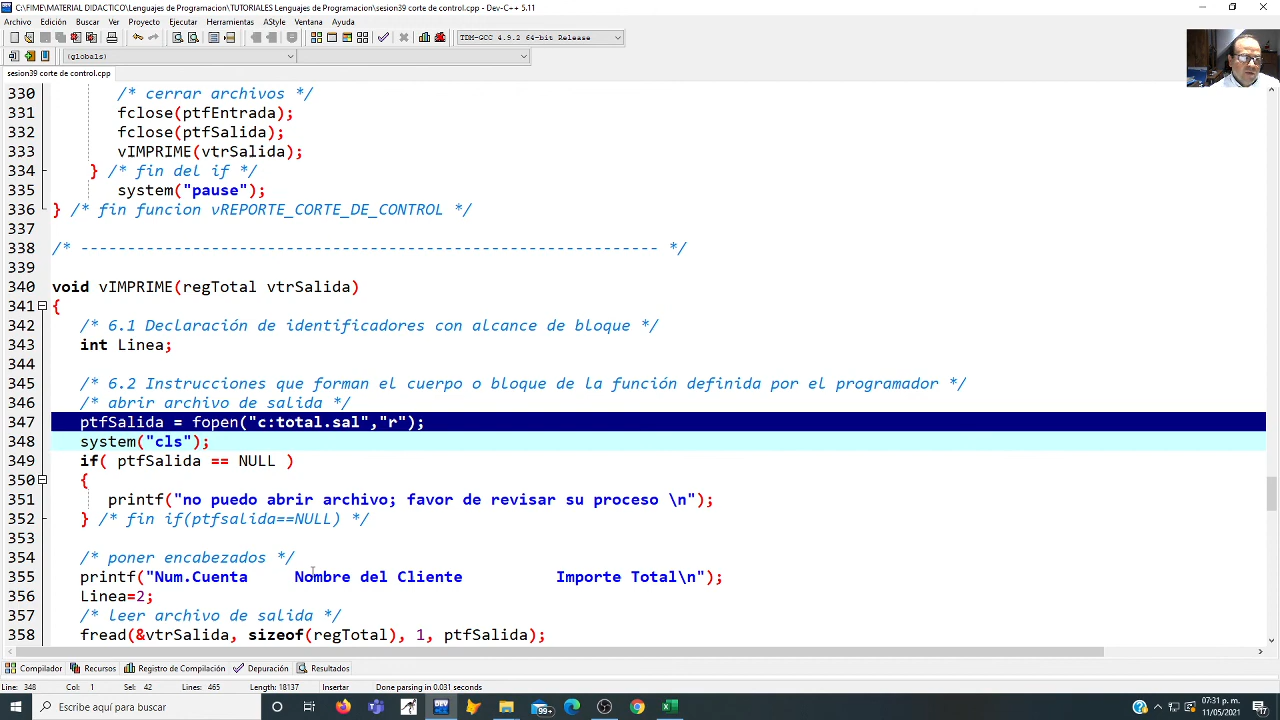 C:\FIME\MATERIAL DIDACTICO\Lenguajes de Programacion\TUTORIALES Lenguajes de Programacion\sesion39 corte de control.cpp - Dev-C++ 5.11
Archivo Edición Buscar Ver Proyecto Ejecutar Herramientas AStyle Ventana Ayuda
TDM-GCC 4.9.2 64-bit Release
(globals)
sesion39 corte de control.cpp
330 /* cerrar archivos */
331 fclose(ptfEntrada);
332 fclose(ptfSalida);
333 vIMPRIME(vtrSalida);
334 } /* fin del if */
335 system("pause");
336 } /* fin funcion vREPORTE_CORTE_DE_CONTROL */
337
338 /* -------------------------------------------------------------- */
339
340 void vIMPRIME(regTotal vtrSalida)
341 {
342 /* 6.1 Declaración de identificadores con alcance de bloque */
343 int Linea;
344
345 /* 6.2 Instrucciones que forman el cuerpo o bloque de la función definida por el programador */
346 /* abrir archivo de salida */
347 ptfSalida = fopen("c:total.sal","r");
348 system("cls");
349 if( ptfSalida == NULL )
350 {
351 printf("no puedo abrir archivo; favor de revisar su proceso \n");
352 } /* fin if(ptfsalida==NULL) */
353
354 /* poner encabezados */
355 printf("Num.Cuenta     Nombre del Cliente          Importe Total\n");
356 Linea=2;
357 /* leer archivo de salida */
358 fread(&vtrSalida, sizeof(regTotal), 1, ptfSalida);
Compilador Recursos Registro de Compilación Depuración Resultados
Line: 348 Col: 1 Sel: 42 Lines: 465 Length: 18137 Insertar Done parsing in 0.031 seconds
Escribe aquí para buscar
99+
07:31 p. m.
11/05/2021